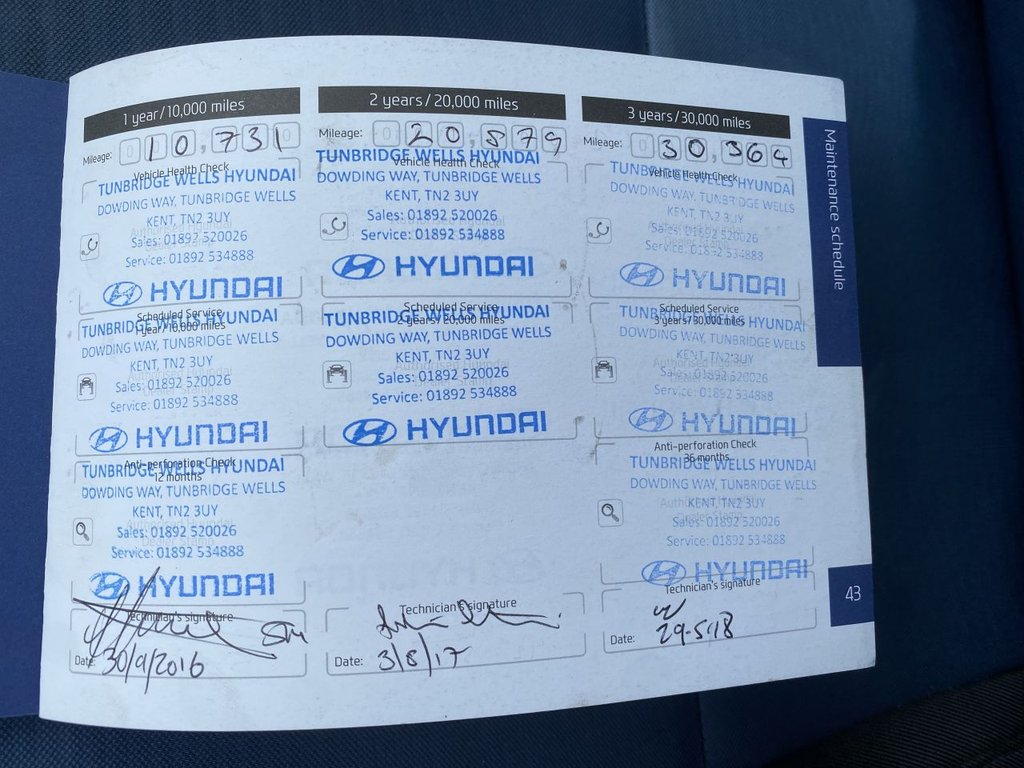 1 year/10,000 miles
Mileage: 010,731
Vehicle Health Check
TUNBRIDGE WELLS HYUNDAI
DOWDING WAY, TUNBRIDGE WELLS
KENT, TN2 3UY
Sales: 01892 520026
Service: 01892 534888
HYUNDAI
Scheduled Service
1 year/10,000 miles
TUNBRIDGE WELLS HYUNDAI
DOWDING WAY, TUNBRIDGE WELLS
KENT, TN2 3UY
Sales: 01892 520026
Service: 01892 534888
HYUNDAI
Anti-perforation Check
12 months
TUNBRIDGE WELLS HYUNDAI
DOWDING WAY, TUNBRIDGE WELLS
KENT, TN2 3UY
Sales: 01892 520026
Service: 01892 534888
HYUNDAI
Technician's signature
Date: 30/9/2016
2 years/20,000 miles
Mileage: 020,879
Vehicle Health Check
TUNBRIDGE WELLS HYUNDAI
DOWDING WAY, TUNBRIDGE WELLS
KENT, TN2 3UY
Sales: 01892 520026
Service: 01892 534888
HYUNDAI
Scheduled Service
2 years/20,000 miles
TUNBRIDGE WELLS HYUNDAI
DOWDING WAY, TUNBRIDGE WELLS
KENT, TN2 3UY
Sales: 01892 520026
Service: 01892 534888
HYUNDAI
Technician's signature
Date: 3/8/17
3 years/30,000 miles
Mileage: 030,364
Vehicle Health Check
TUNBRIDGE WELLS HYUNDAI
DOWDING WAY, TUNBRIDGE WELLS
KENT, TN2 3UY
Sales: 01892 520026
Service: 01892 534888
HYUNDAI
Scheduled Service
3 years/30,000 miles
TUNBRIDGE WELLS HYUNDAI
DOWDING WAY, TUNBRIDGE WELLS
KENT, TN2 3UY
Sales: 01892 520026
Service: 01892 534888
HYUNDAI
Anti-perforation Check
36 months
TUNBRIDGE WELLS HYUNDAI
DOWDING WAY, TUNBRIDGE WELLS
KENT, TN2 3UY
Sales: 01892 520026
Service: 01892 534888
HYUNDAI
Technician's signature
Date: 29-5-18
Maintenance schedule
43